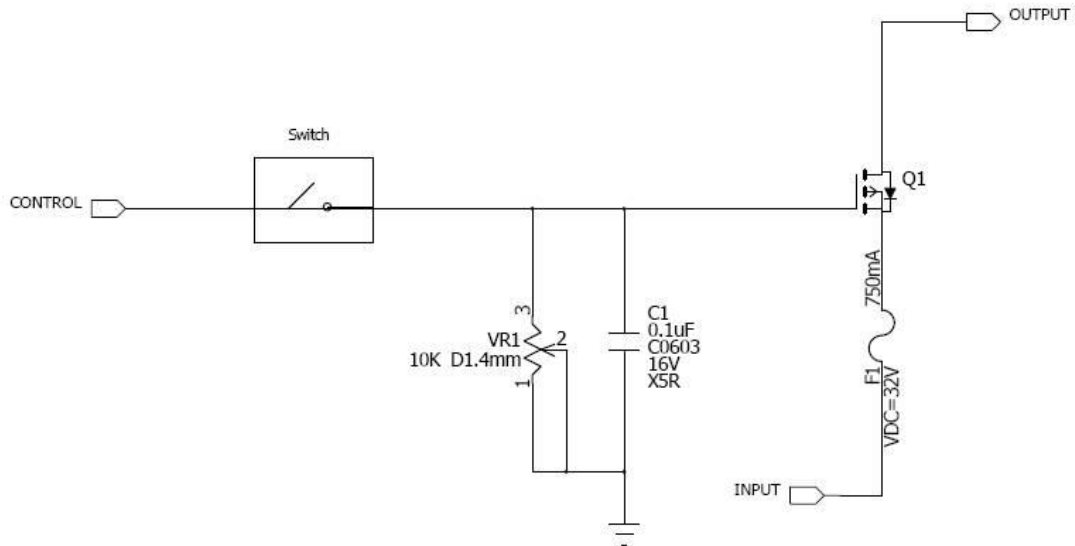 OUTPUT
Switch
Q1
CONTROL
750mA
3
C1
VR1
2
0.1uF
10K D1.4mm
C0603
16V
1
X5R
F1
VDC=32V
INPUT